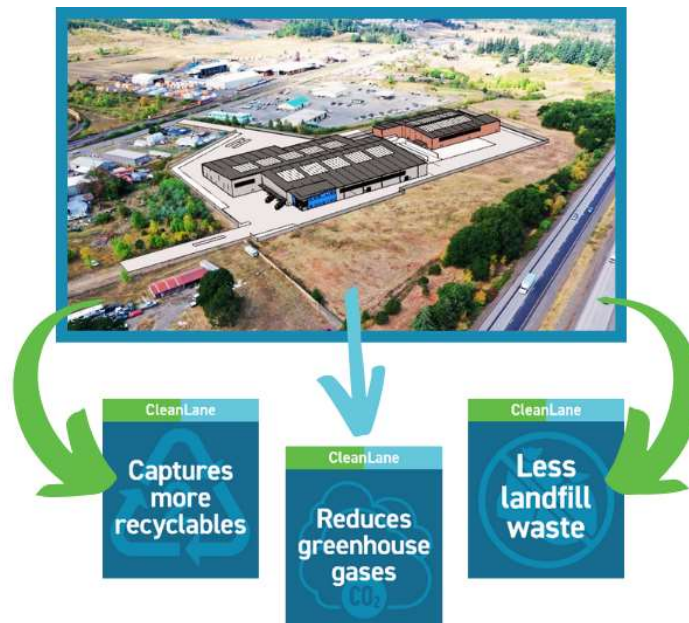 CleanLane
Captures
more
recyclables
CleanLane
Reduces
greenhouse
gases
CO₂
CleanLane
Less
landfill
waste